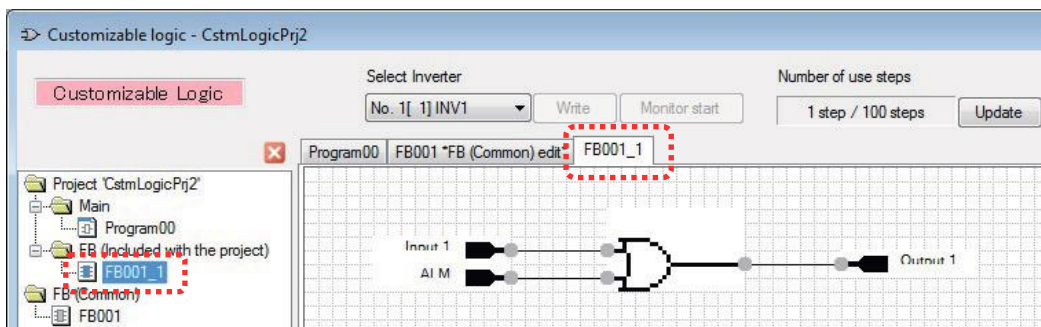 Customizable logic - CstmLogicPrj2
Customizable Logic
Select Inverter
No. 1[ 1] INV1
Write
Monitor start
Number of use steps
1 step / 100 steps
Update
Program00
FB001 *FB (Common) edit*
FB001_1
Project 'CstmLogicPrj2'
Main
Program00
FB (Included with the project)
FB001_1
FB (Common)
FB001
Input 1
ALM
Output 1